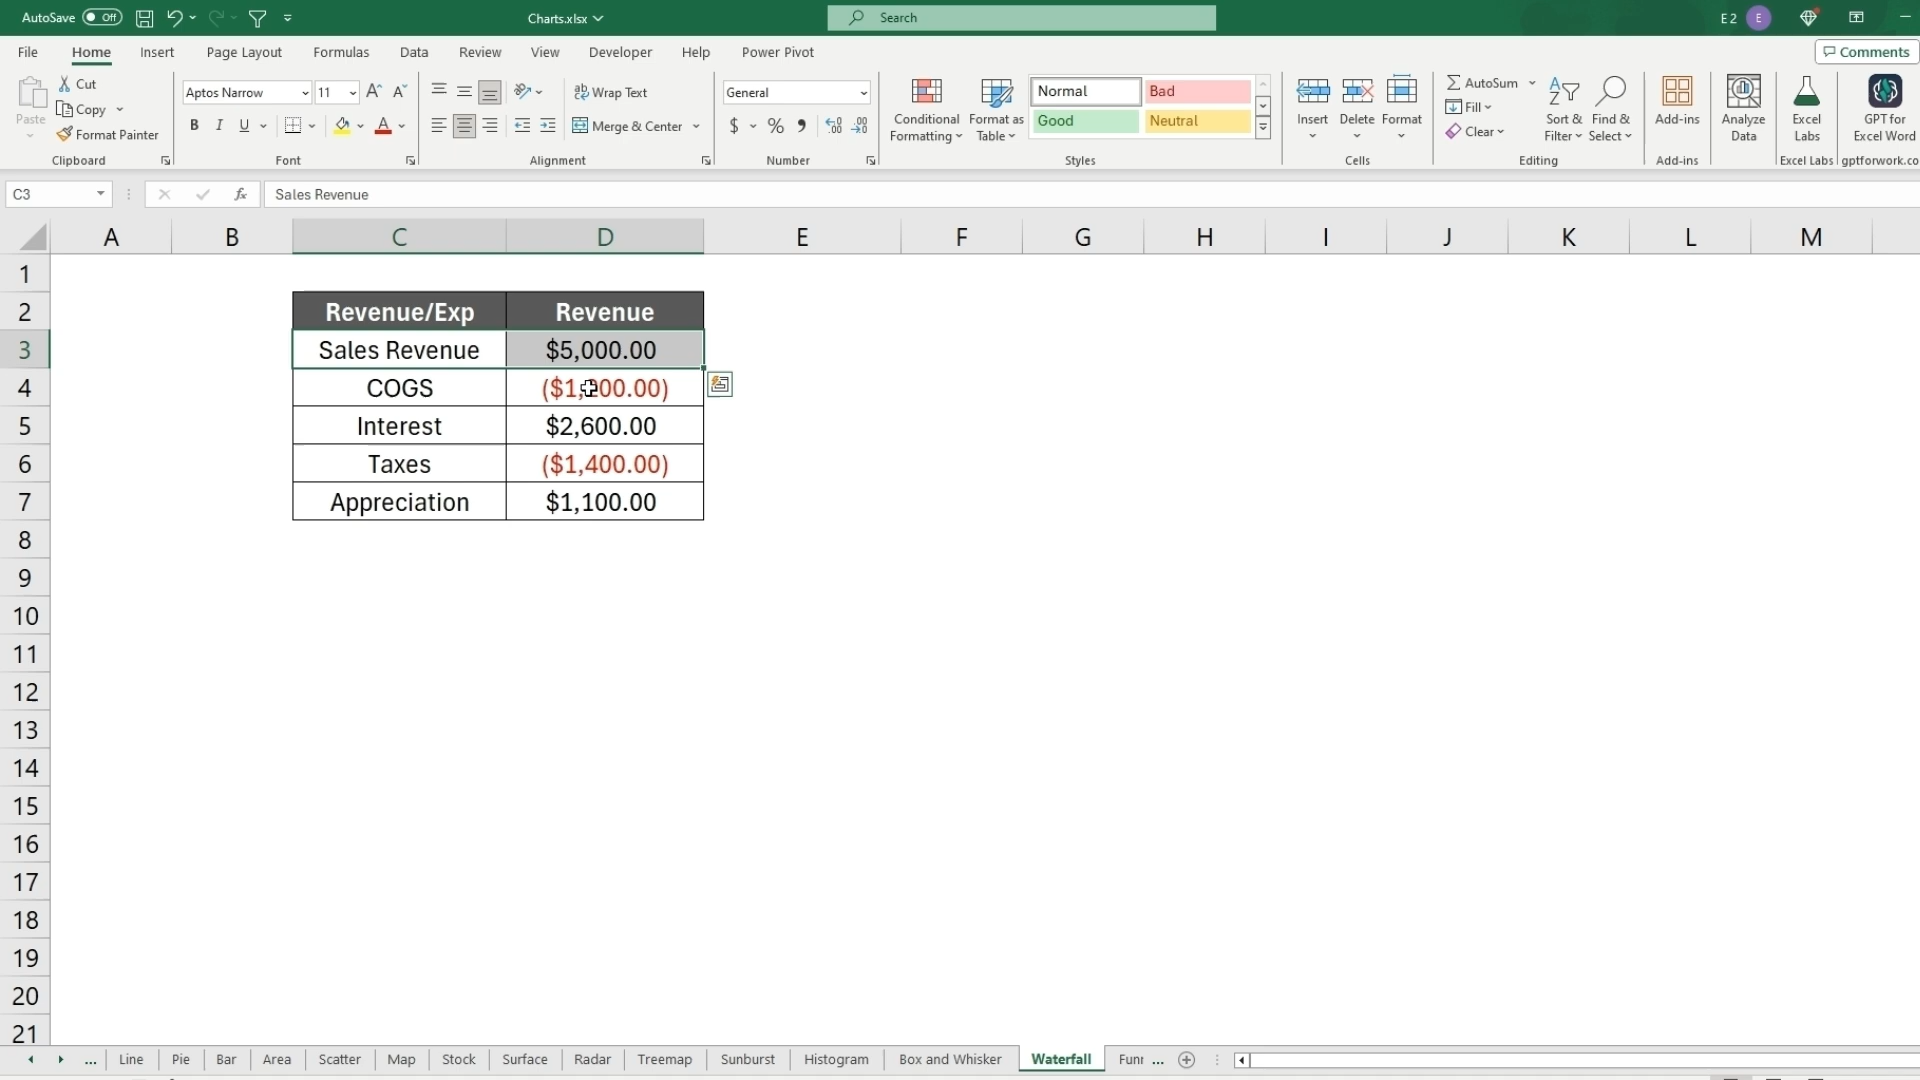 AutoSave Off Charts.xlsx Search E 2 E
File Home Insert Page Layout Formulas Data Review View Developer Help Power Pivot Comments
Paste Cut Copy Format Painter Clipboard
Aptos Narrow 11 A A B I U A Font
Wrap Text Merge & Center Alignment
General $ % Number
Conditional Formatting Format as Table Normal Bad Good Neutral Styles
Insert Delete Format Cells
AutoSum Fill Clear Sort & Filter Find & Select Editing
Add-ins Add-ins
Analyze Data
Excel Labs Excel Labs
GPT for Excel Word gptforwork.co
C3 fx Sales Revenue
A B C D E F G H I J K L M
1
2 Revenue/Exp Revenue
3 Sales Revenue $5,000.00
4 COGS
5 Interest $2,600.00
6 Taxes ($1,400.00)
7 Appreciation $1,100.00
8
9
10
11
12
13
14
15
16
17
18
19
20
21
... Line Pie Bar Area Scatter Map Stock Surface Radar Treemap Sunburst Histogram Box and Whisker Waterfall ...